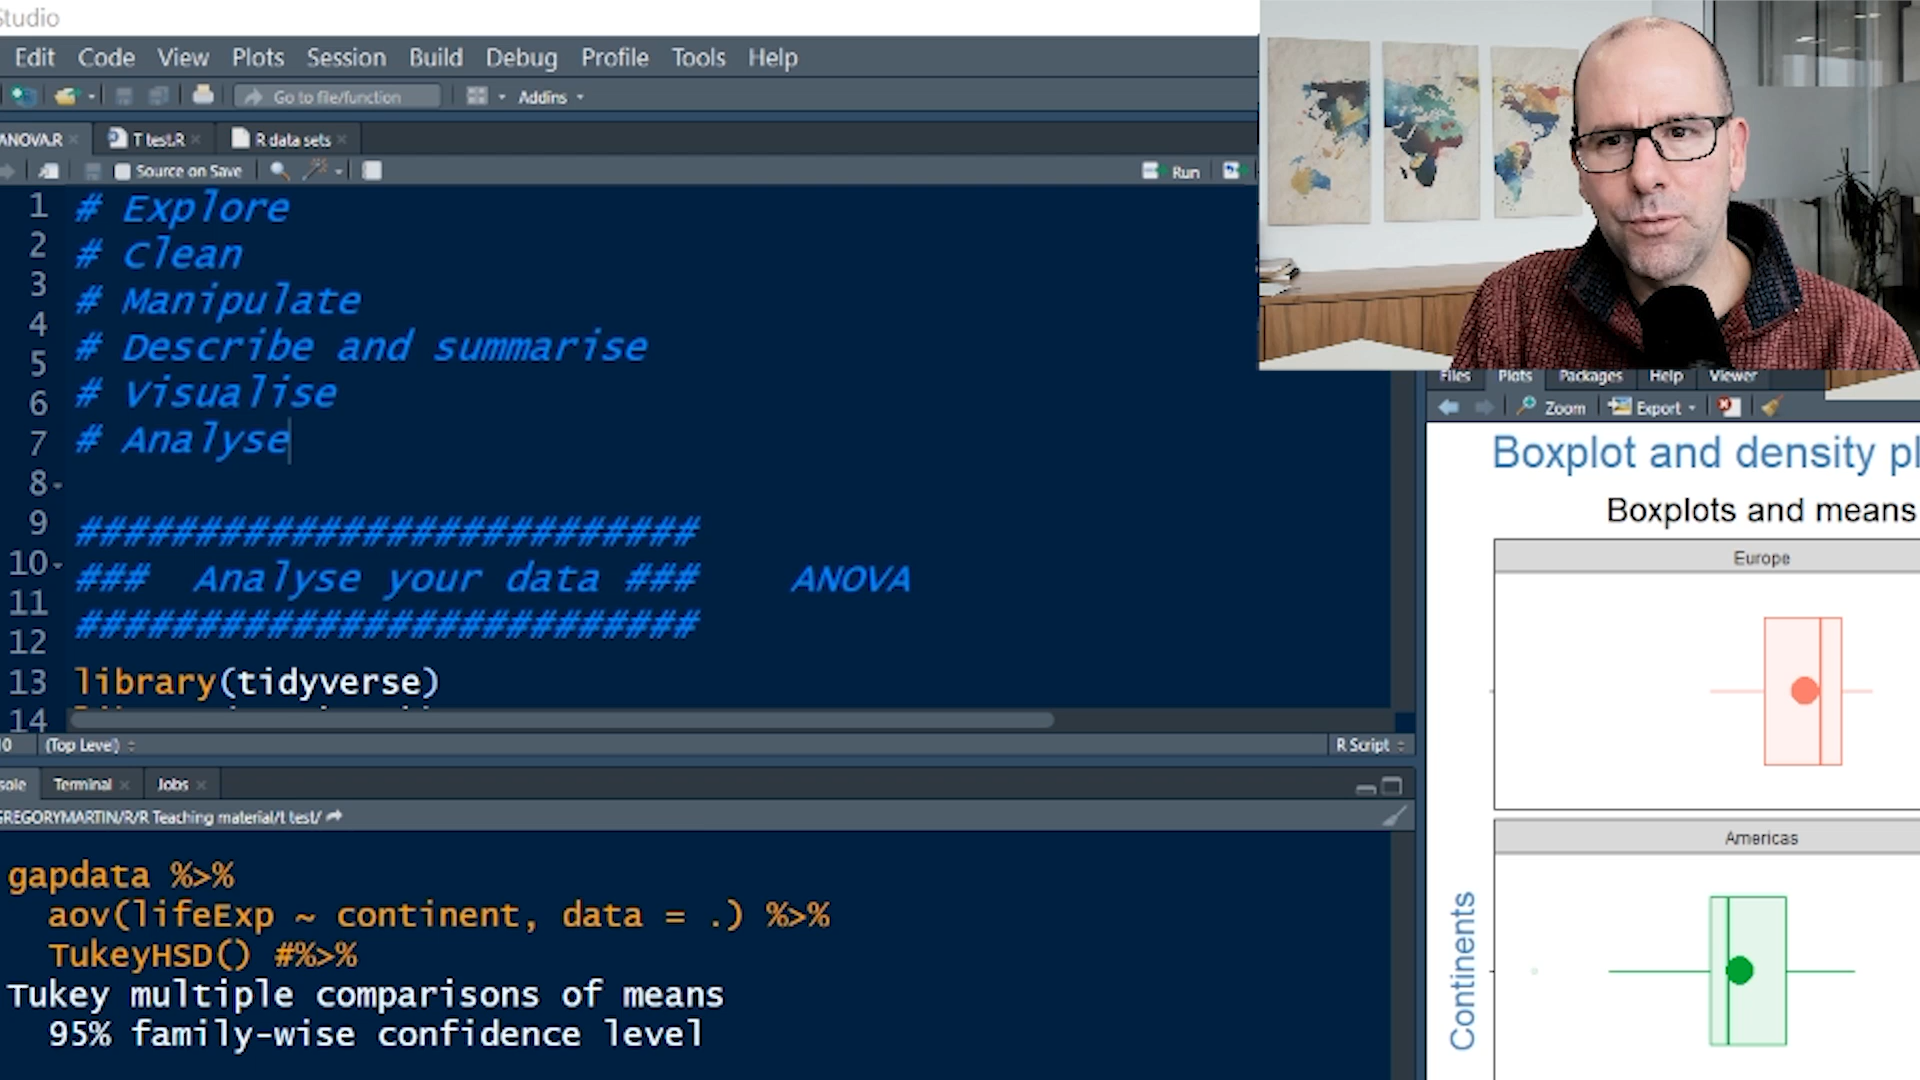 Studio
Edit Code View Plots Session Build Debug Profile Tools Help
Go to file/function Addins
ANOVA.R T test.R R data sets
Source on Save Run
1 # Explore
2 # Clean
3 # Manipulate
4 # Describe and summarise
5 # Visualise
6 # Analyse
7
8
9 ##########################
10 ### Analyse your data ### ANOVA
11 ##########################
12
13 library(tidyverse)
14
(Top Level) R Script
Terminal Jobs
GREGORYMARTIN/R/R Teaching material/t test/
gapdata %>%
aov(lifeExp ~ continent, data = .) %>%
TukeyHSD() #%>%
Tukey multiple comparisons of means
95% family-wise confidence level
Files Plots Packages Help Viewer
Zoom Export
Boxplot and density pl
Boxplots and means
Europe
Americas
Continents